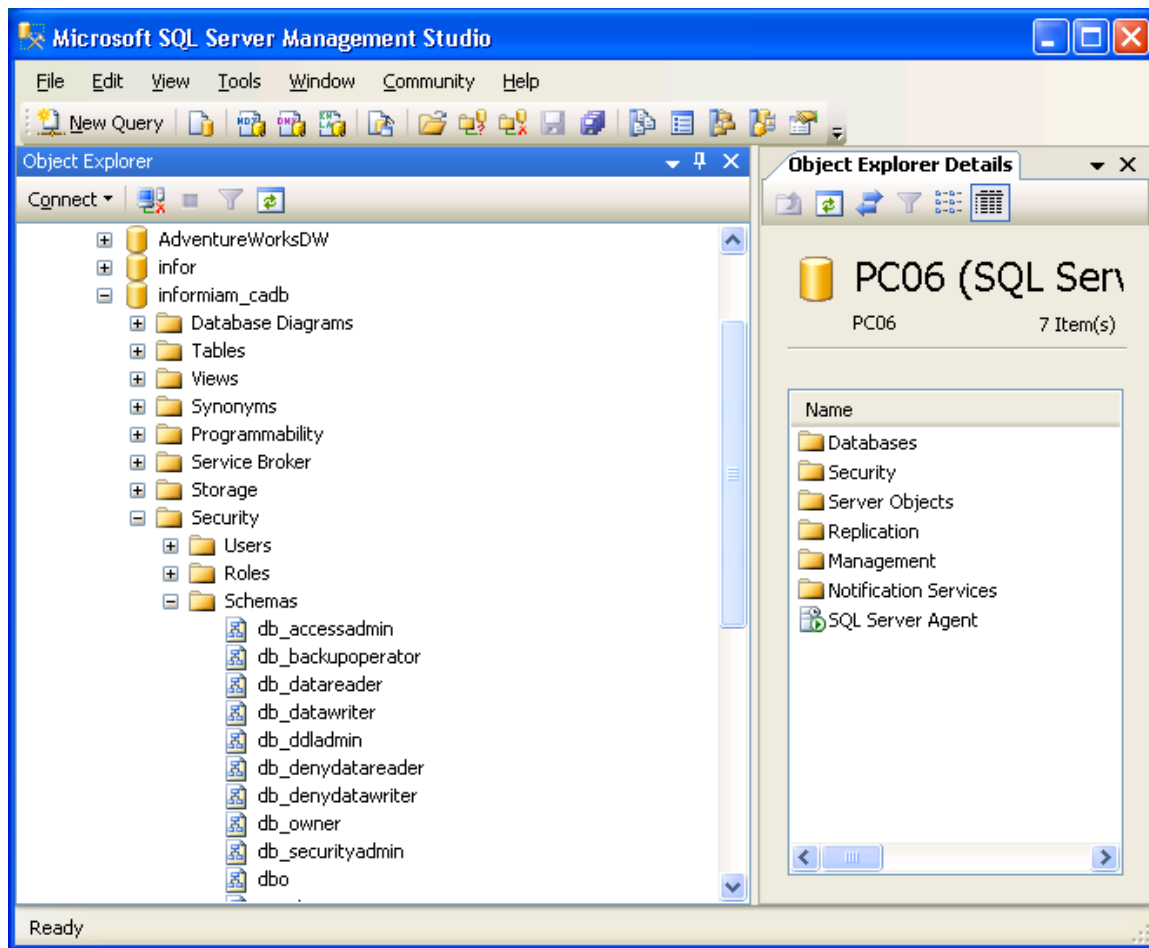 Microsoft SQL Server Management Studio
File Edit View Tools Window Community Help
New Query
Object Explorer
Connect
AdventureWorksDW
infor
informiam_cadb
Database Diagrams
Tables
Views
Synonyms
Programmability
Service Broker
Storage
Security
Users
Roles
Schemas
db_accessadmin
db_backupoperator
db_datareader
db_datawriter
db_ddladmin
db_denydatareader
db_denydatawriter
db_owner
db_securityadmin
dbo
Object Explorer Details
PC06 (SQL Serv
PC06 7 Item(s)
Name
Databases
Security
Server Objects
Replication
Management
Notification Services
SQL Server Agent
Ready